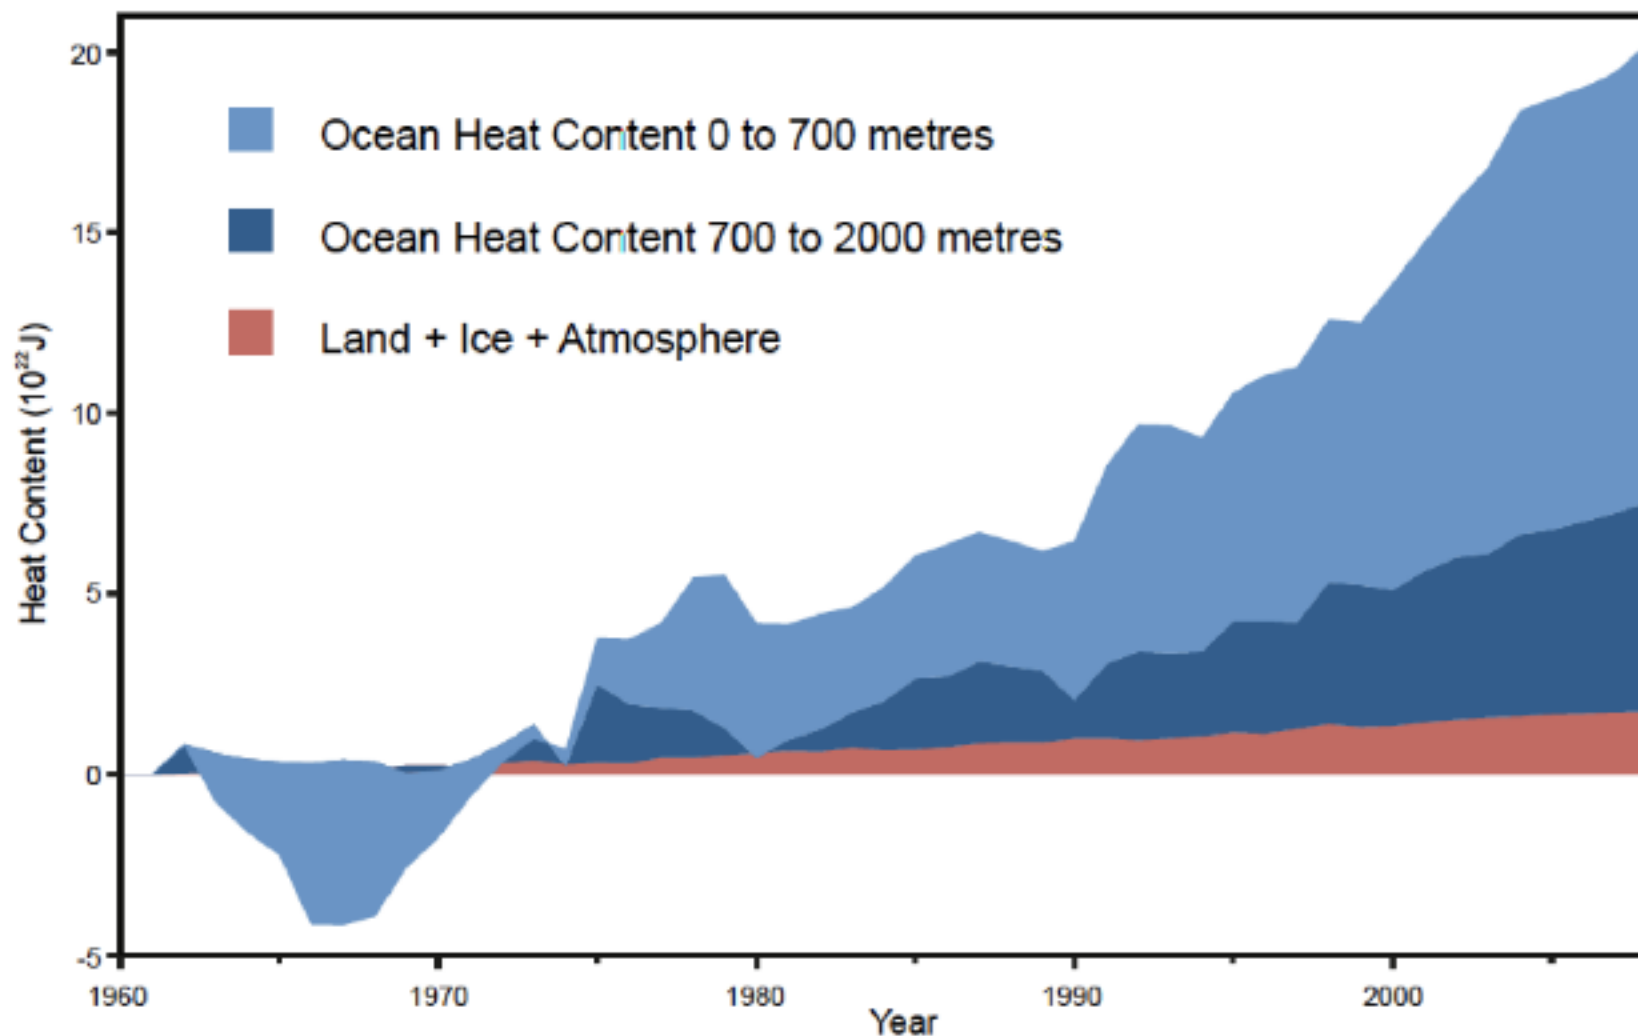 20
Ocean Heat Content 0 to 700 metres
15
Ocean Heat Content 700 to 2000 metres
Land + Ice + Atmosphere
Heat Content (10²²J)
10
5
0
-5
1960 1970 1980 1990 2000
Year